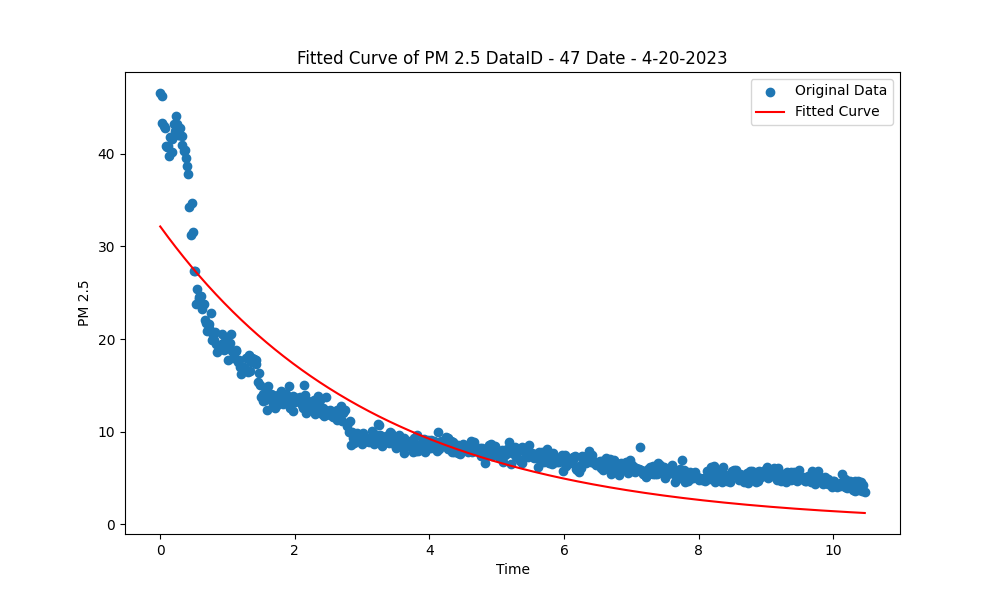 Fitted Curve of PM 2.5 DataID - 47 Date - 4-20-2023
Original Data
Fitted Curve
40
30
20
10
0
PM 2.5
0 2 4 6 8 10
Time